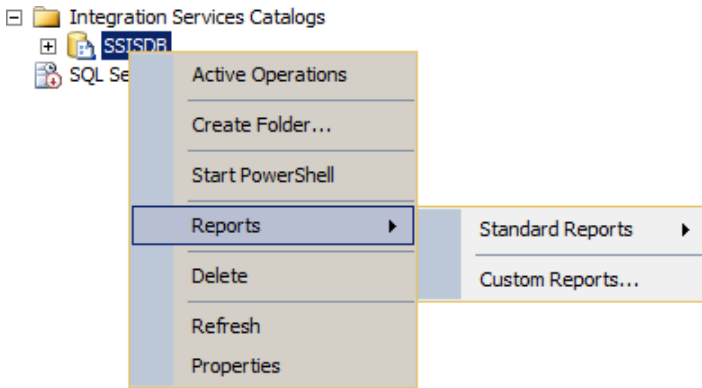 Integration Services Catalogs
SSISDB
SQL Se
Active Operations
Create Folder...
Start PowerShell
Reports
Standard Reports
Custom Reports...
Delete
Refresh
Properties